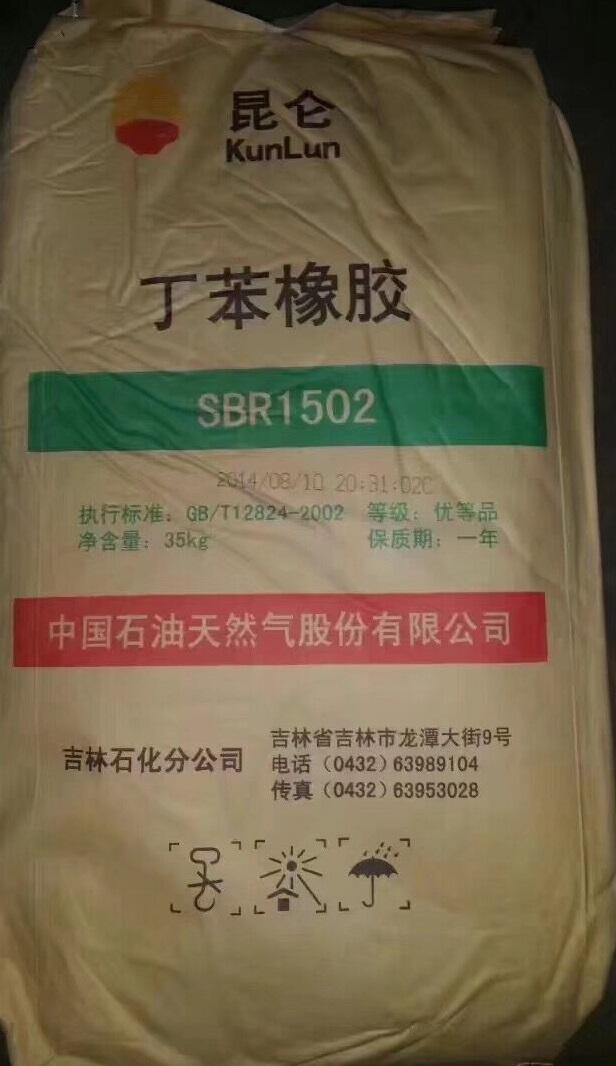 昆仑
KunLun
丁苯橡胶
SBR1502
2014/08/10 20:31:02C
执行标准：GB/T12824-2002 等级：优等品
净含量：35kg 保质期：一年
中国石油天然气股份有限公司
吉林石化分公司
吉林省吉林市龙潭大街9号
电话（0432）63989104
传真（0432）63953028